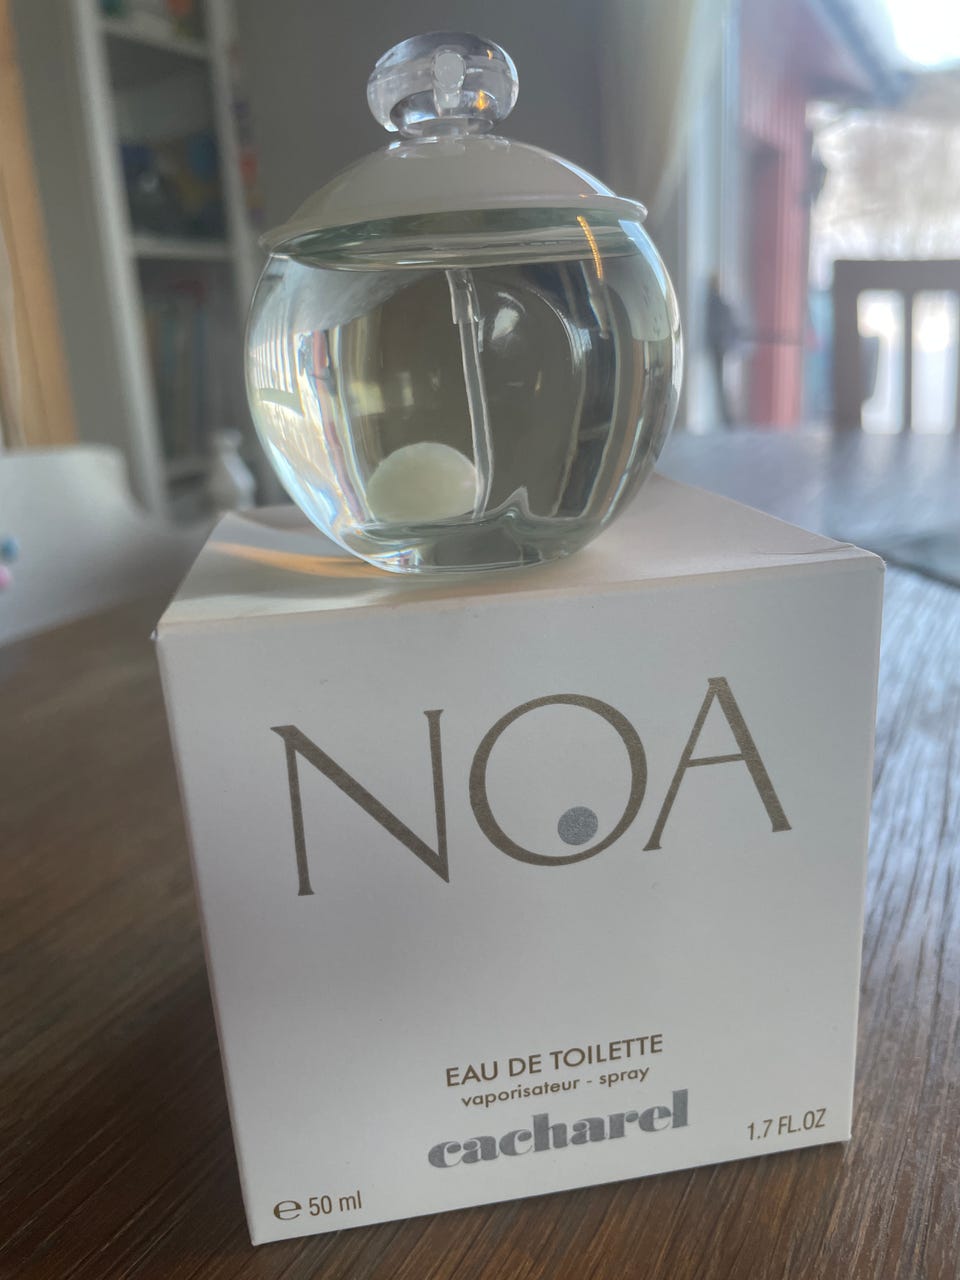 NOA
EAU DE TOILETTE
vaporisateur - spray
cacharel
1.7 FL.OZ
℮ 50 ml